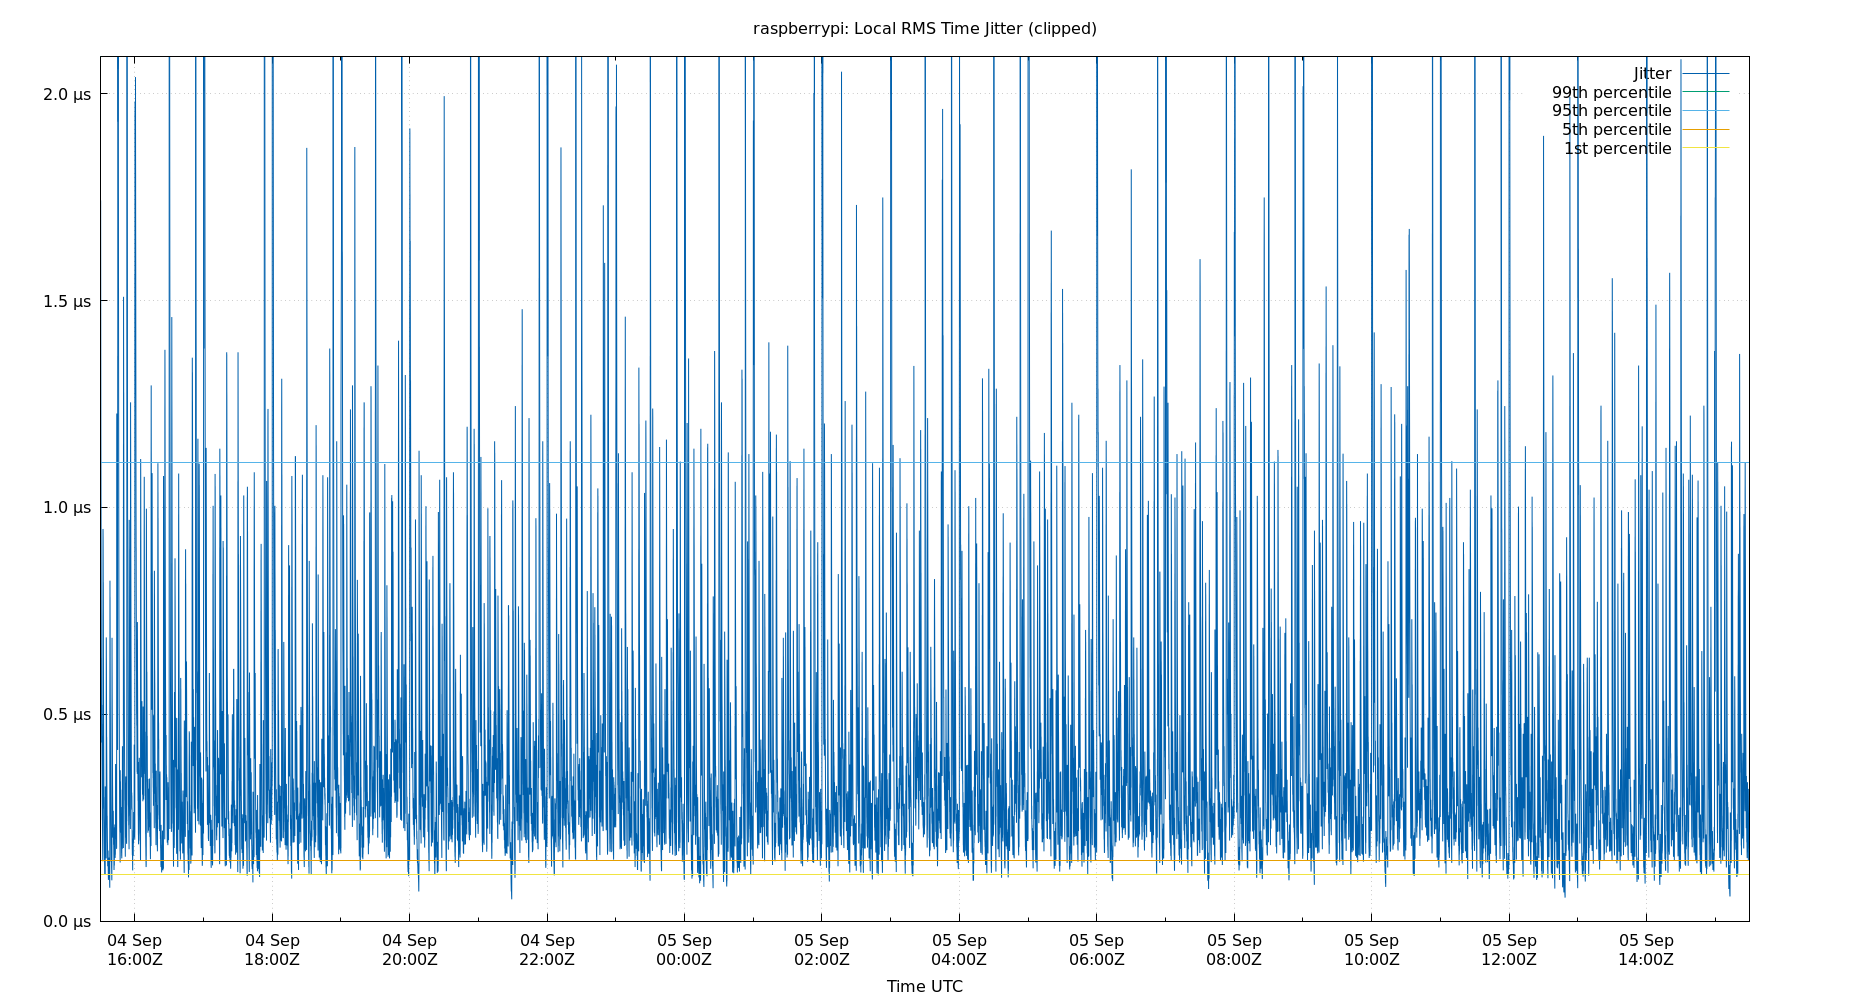 raspberrypi: Local RMS Time Jitter (clipped)
Jitter
99th percentile
95th percentile
5th percentile
1st percentile
2.0 μs
1.5 μs
1.0 μs
0.5 μs
0.0 μs
04 Sep 04 Sep 04 Sep 04 Sep 05 Sep 05 Sep 05 Sep 05 Sep 05 Sep 05 Sep 05 Sep 05 Sep
16:00Z 18:00Z 20:00Z 22:00Z 00:00Z 02:00Z 04:00Z 06:00Z 08:00Z 10:00Z 12:00Z 14:00Z
Time UTC